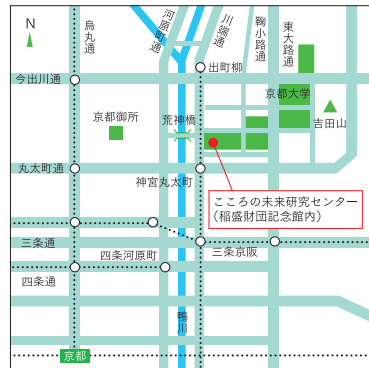 N
烏丸通
河原町通
川端通
鞠小路通
東大路通
今出川通
出町柳
京都大学
京都御所
荒神橋
吉田山
丸太町通
神宮丸太町
こころの未来研究センター
（稲盛財団記念館内）
三条通
四条河原町
三条京阪
四条通
鴨川
京都